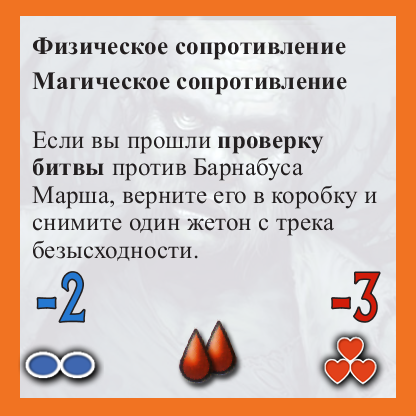 Физическое сопротивление
Магическое сопротивление
Если вы прошли проверку
битвы против Барнабуса
Марша, верните его в коробку и
снимите один жетон с трека
безысходности.
-2 -3